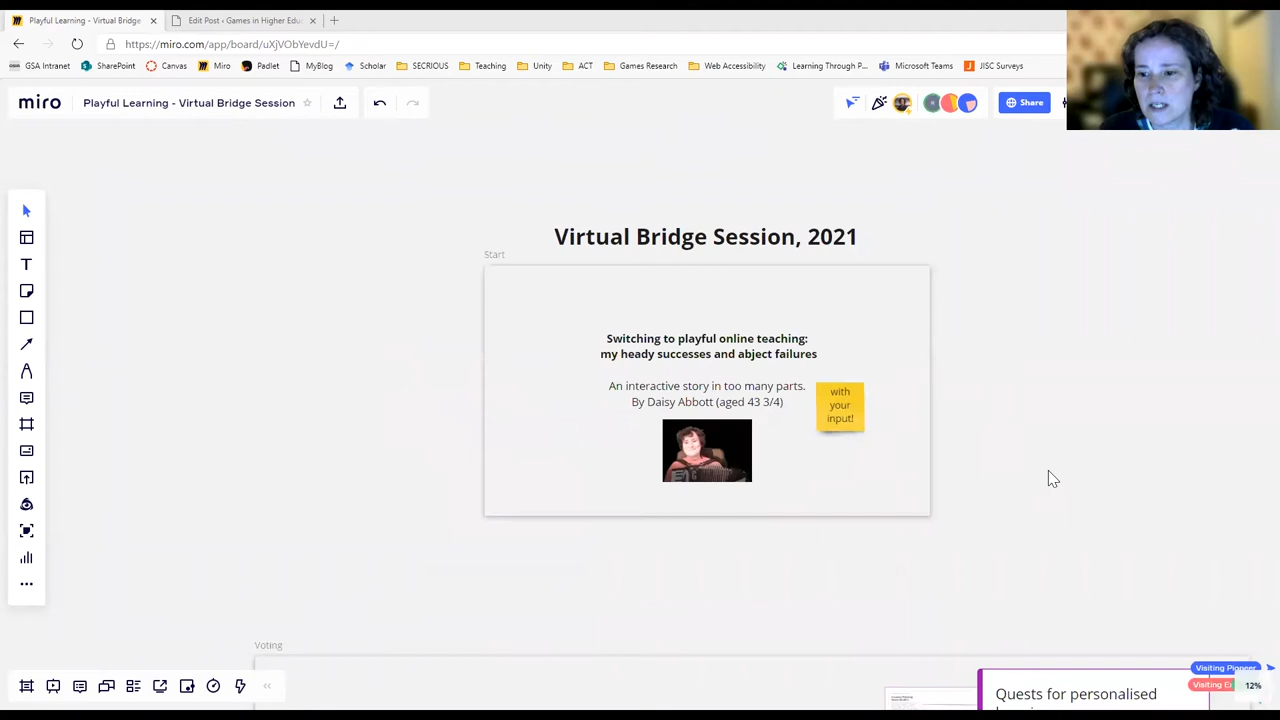 Playful Learning - Virtual Bridge
Edit Post ‹ Games in Higher Edu
https://miro.com/app/board/uXjVObYevdU=/
GSA Intranet
SharePoint
Canvas
Miro
Padlet
MyBlog
Scholar
SECRIOUS
Teaching
Unity
ACT
Games Research
Web Accessibility
Learning Through P...
Microsoft Teams
JISC Surveys
miro
Playful Learning - Virtual Bridge Session
Share
Virtual Bridge Session, 2021
Start
Switching to playful online teaching:
my heady successes and abject failures
An interactive story in too many parts.
By Daisy Abbott (aged 43 3/4)
with
your
input!
Voting
Visiting Pioneer
Visiting
12%
Quests for personalised